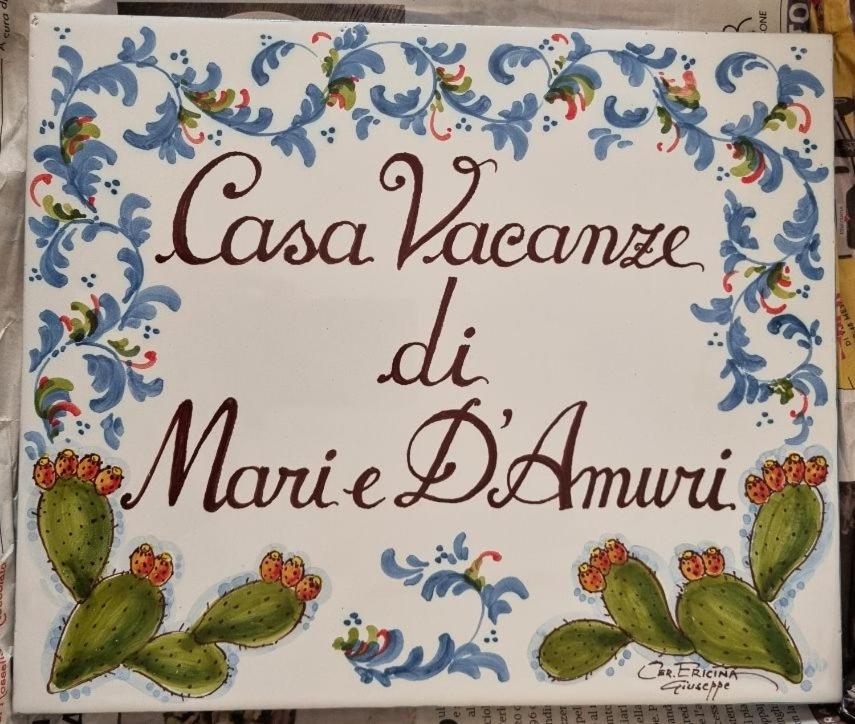 Casa Vacanze
di
Mari e D'Amuri
Cer. Ericina
Giuseppe